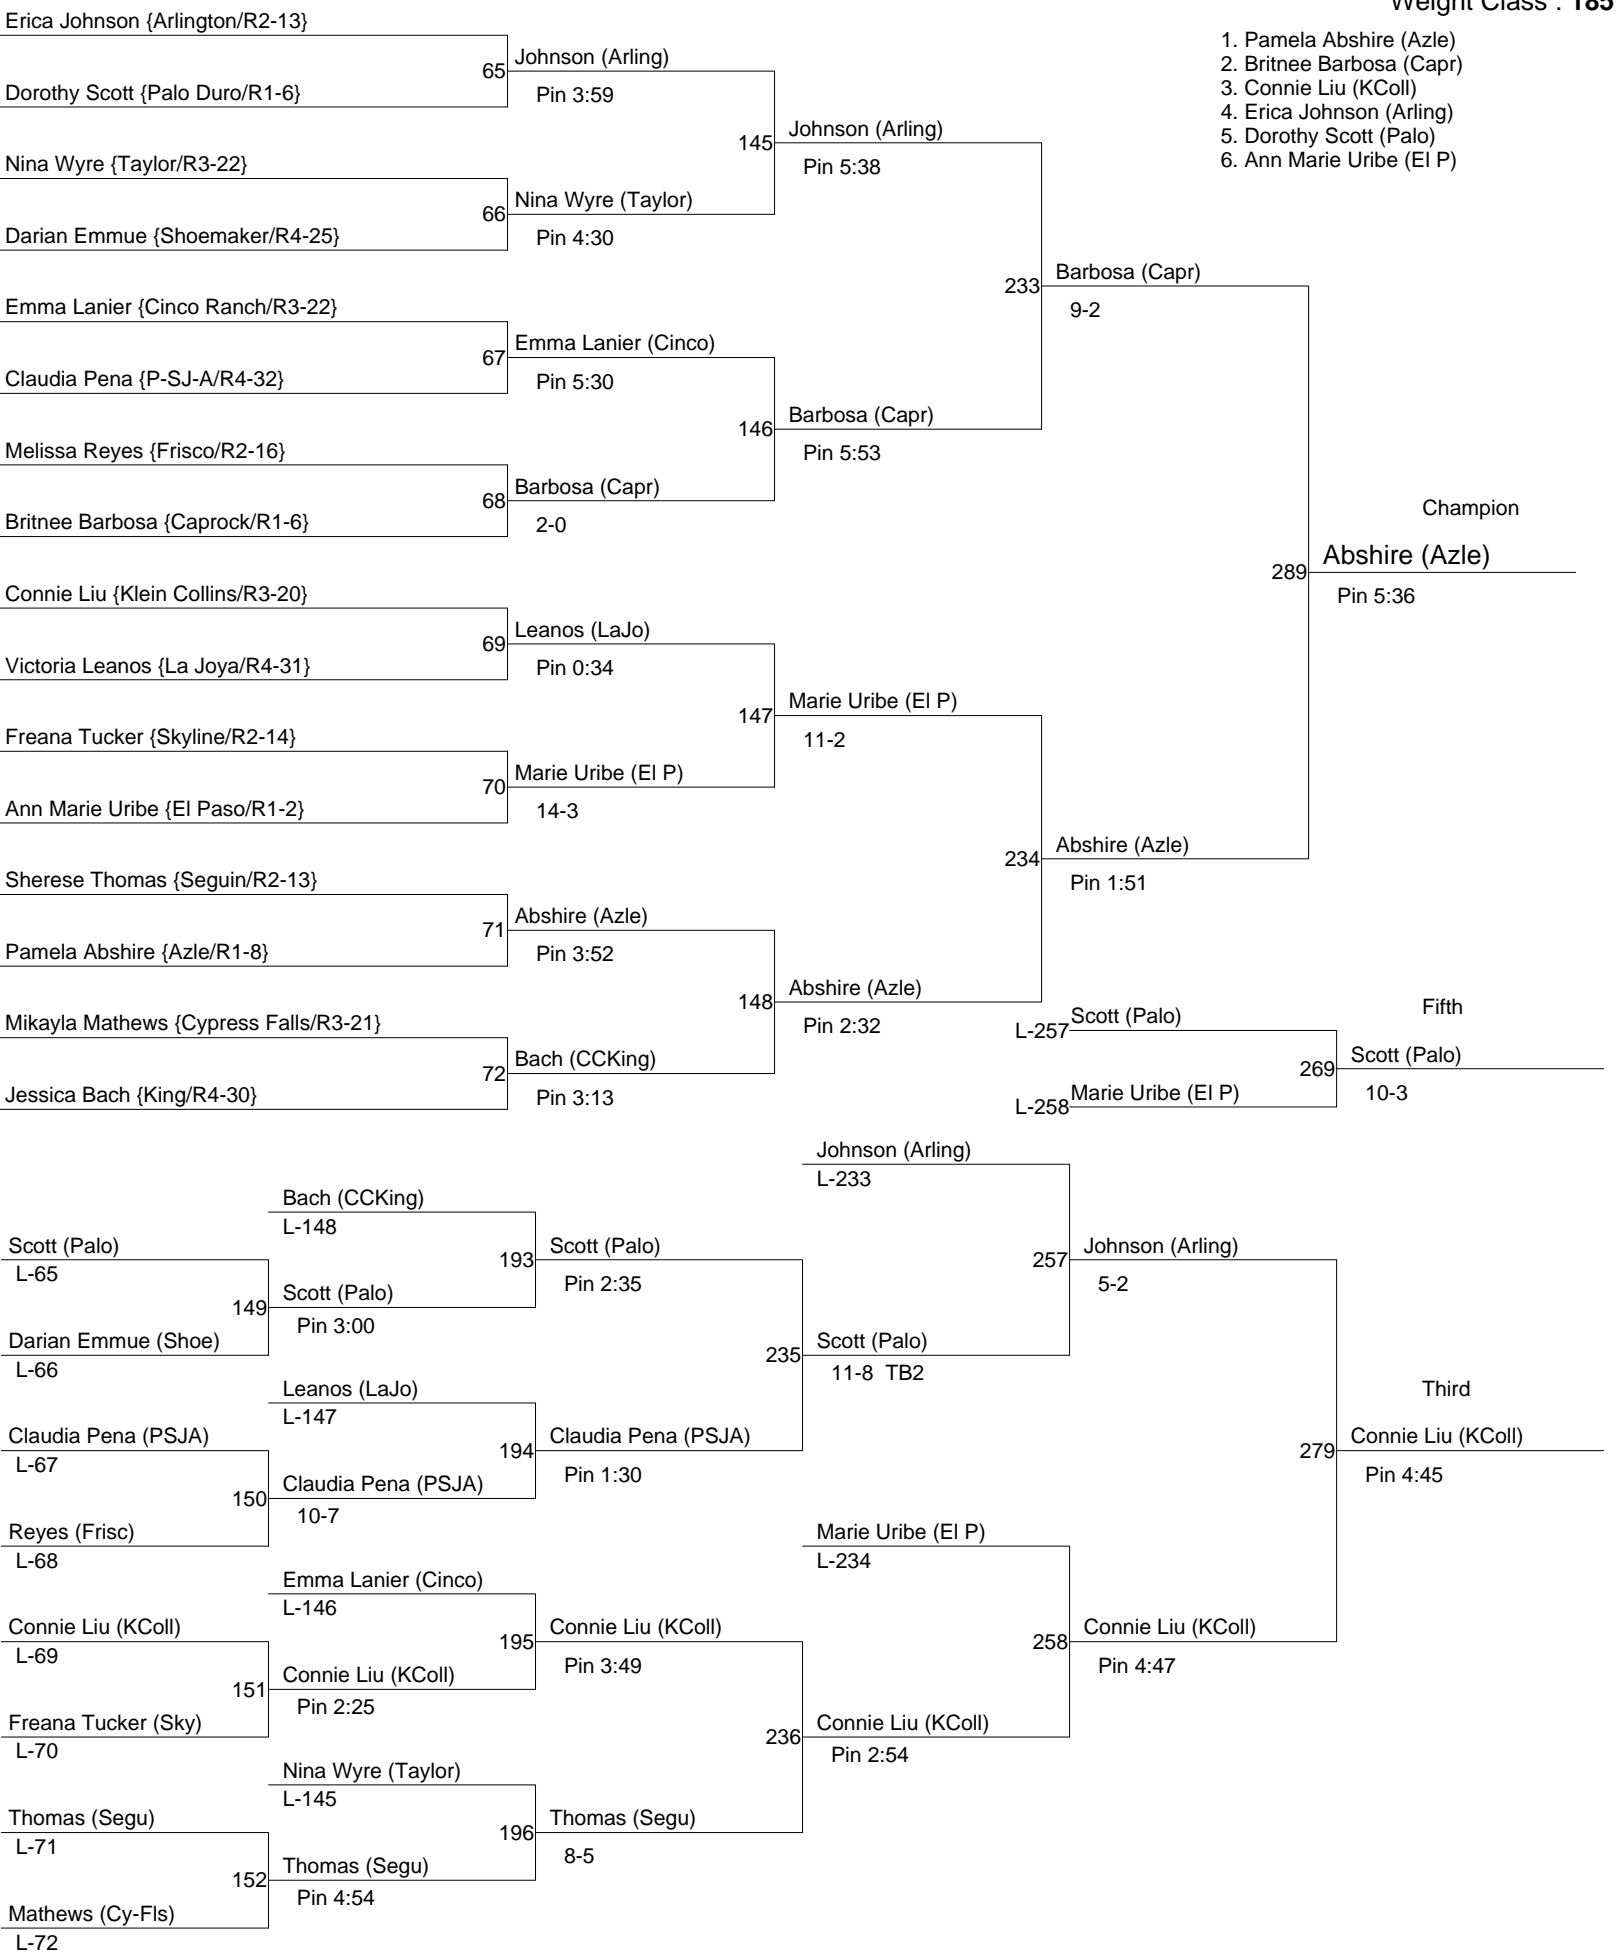 Weight Class : 185
1. Pamela Abshire (Azle)
2. Britnee Barbosa (Capr)
3. Connie Liu (KColl)
4. Erica Johnson (Arling)
5. Dorothy Scott (Palo)
6. Ann Marie Uribe (El P)
Erica Johnson {Arlington/R2-13}
65 Johnson (Arling)
Pin 3:59
Dorothy Scott {Palo Duro/R1-6}
145 Johnson (Arling)
Pin 5:38
Nina Wyre {Taylor/R3-22}
66 Nina Wyre (Taylor)
Pin 4:30
Darian Emmue {Shoemaker/R4-25}
233 Barbosa (Capr)
9-2
Emma Lanier {Cinco Ranch/R3-22}
67 Emma Lanier (Cinco)
Pin 5:30
Claudia Pena {P-SJ-A/R4-32}
146 Barbosa (Capr)
Pin 5:53
Melissa Reyes {Frisco/R2-16}
68 Barbosa (Capr)
2-0
Britnee Barbosa {Caprock/R1-6}
Champion
289 Abshire (Azle)
Pin 5:36
Connie Liu {Klein Collins/R3-20}
69 Leanos (LaJo)
Pin 0:34
Victoria Leanos {La Joya/R4-31}
147 Marie Uribe (El P)
11-2
Freana Tucker {Skyline/R2-14}
70 Marie Uribe (El P)
14-3
Ann Marie Uribe {El Paso/R1-2}
234 Abshire (Azle)
Pin 1:51
Sherese Thomas {Seguin/R2-13}
71 Abshire (Azle)
Pin 3:52
Pamela Abshire {Azle/R1-8}
148 Abshire (Azle)
Pin 2:32
Mikayla Mathews {Cypress Falls/R3-21}
72 Bach (CCKing)
Pin 3:13
Jessica Bach {King/R4-30}
Fifth
L-257 Scott (Palo)
269 Scott (Palo)
10-3
L-258 Marie Uribe (El P)
Johnson (Arling)
L-233
Bach (CCKing)
L-148
Scott (Palo)
L-65
193 Scott (Palo)
Pin 2:35
257 Johnson (Arling)
5-2
149 Scott (Palo)
Pin 3:00
Darian Emmue (Shoe)
L-66
235 Scott (Palo)
11-8 TB2
Leanos (LaJo)
L-147
Third
Claudia Pena (PSJA)
L-67
194 Claudia Pena (PSJA)
Pin 1:30
279 Connie Liu (KColl)
Pin 4:45
150 Claudia Pena (PSJA)
10-7
Reyes (Frisc)
L-68
Marie Uribe (El P)
L-234
Emma Lanier (Cinco)
L-146
Connie Liu (KColl)
L-69
195 Connie Liu (KColl)
Pin 3:49
258 Connie Liu (KColl)
Pin 4:47
151 Connie Liu (KColl)
Pin 2:25
Freana Tucker (Sky)
L-70
236 Connie Liu (KColl)
Pin 2:54
Nina Wyre (Taylor)
L-145
Thomas (Segu)
L-71
196 Thomas (Segu)
8-5
152 Thomas (Segu)
Pin 4:54
Mathews (Cy-Fls)
L-72